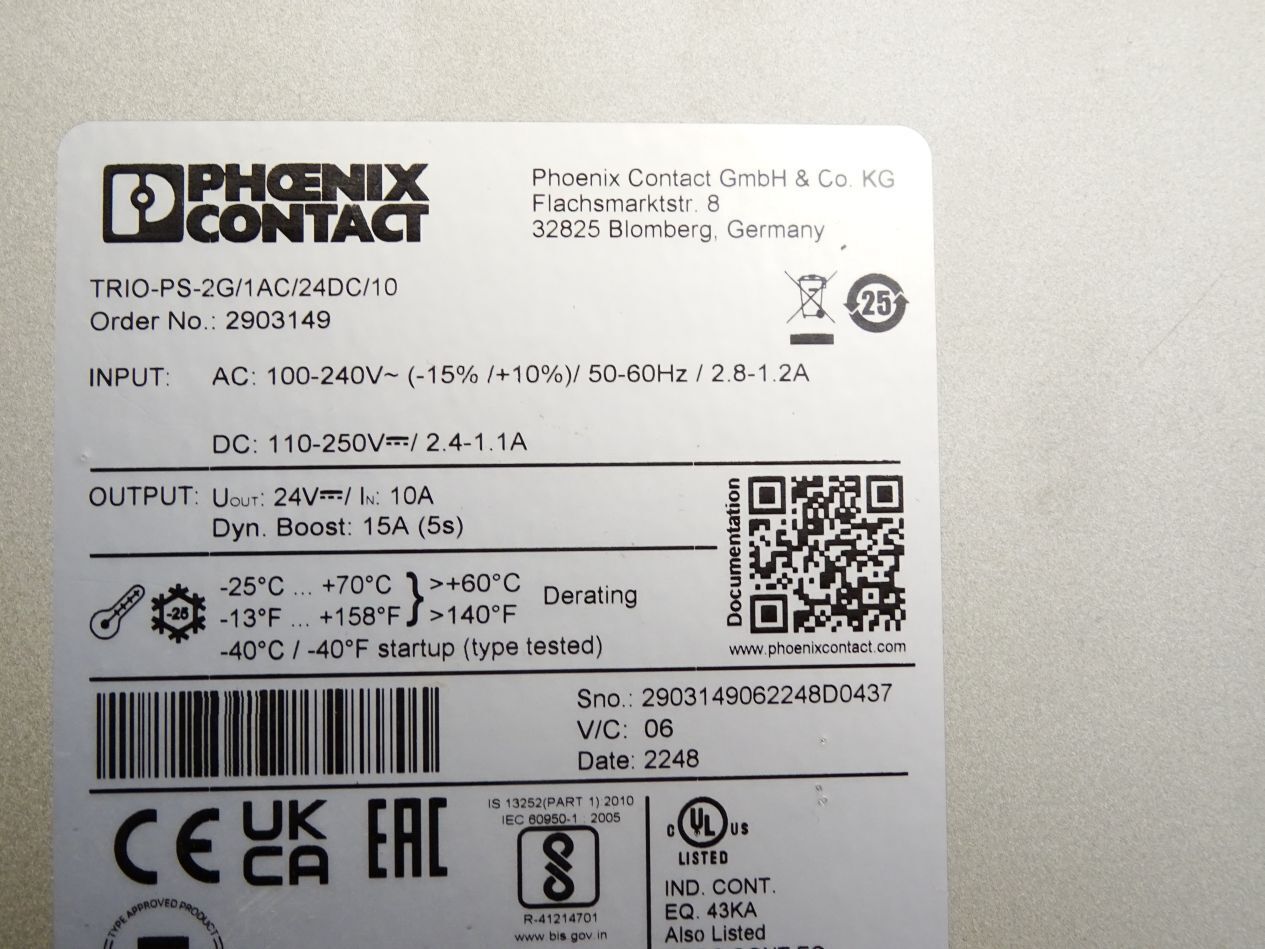 PHŒNIX
CONTACT
Phoenix Contact GmbH & Co. KG
Flachsmarktstr. 8
32825 Blomberg, Germany
TRIO-PS-2G/1AC/24DC/10
Order No.: 2903149
25
INPUT: AC: 100-240V~ (-15% /+10%)/ 50-60Hz / 2.8-1.2A
DC: 110-250V⎓/ 2.4-1.1A
OUTPUT: UOUT: 24V⎓/ IN: 10A
Dyn. Boost: 15A (5s)
Documentation
www.phoenixcontact.com
-25
-25°C ... +70°C } >+60°C Derating
-13°F ... +158°F } >140°F
-40°C / -40°F startup (type tested)
Sno.: 2903149062248D0437
V/C: 06
Date: 2248
CE
UK
CA
EAC
IS 13252(PART 1) 2010
IEC 60950-1 : 2005
R-41214701
www.bis.gov.in
C UL US
LISTED
IND. CONT.
EQ. 43KA
Also Listed
TYPE APPROVED PRODUCT